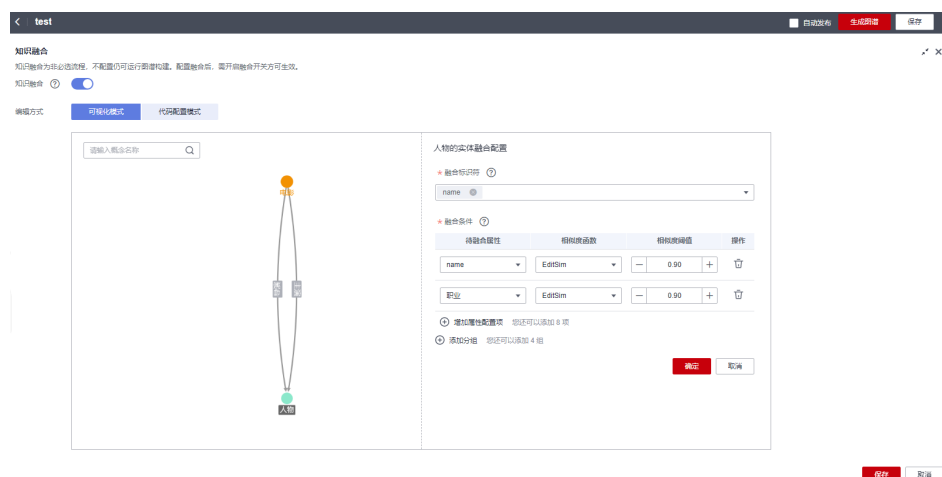 test
自动发布
生成图谱
保存
知识融合
知识融合为非必选流程，不配置仍可运行图谱构建。配置融合后，需开启融合开关方可生效。
知识融合
编辑方式
可视化模式
代码配置模式
请输入概念名称
人物
人物的实体融合配置
* 融合标识符
name
* 融合条件
待融合属性 相似度函数 相似度阈值 操作
name EditSim 0.90
职业 EditSim 0.90
增加属性配置项 您还可以添加 8 项
添加分组 您还可以添加 4 组
确定
取消
保存
取消